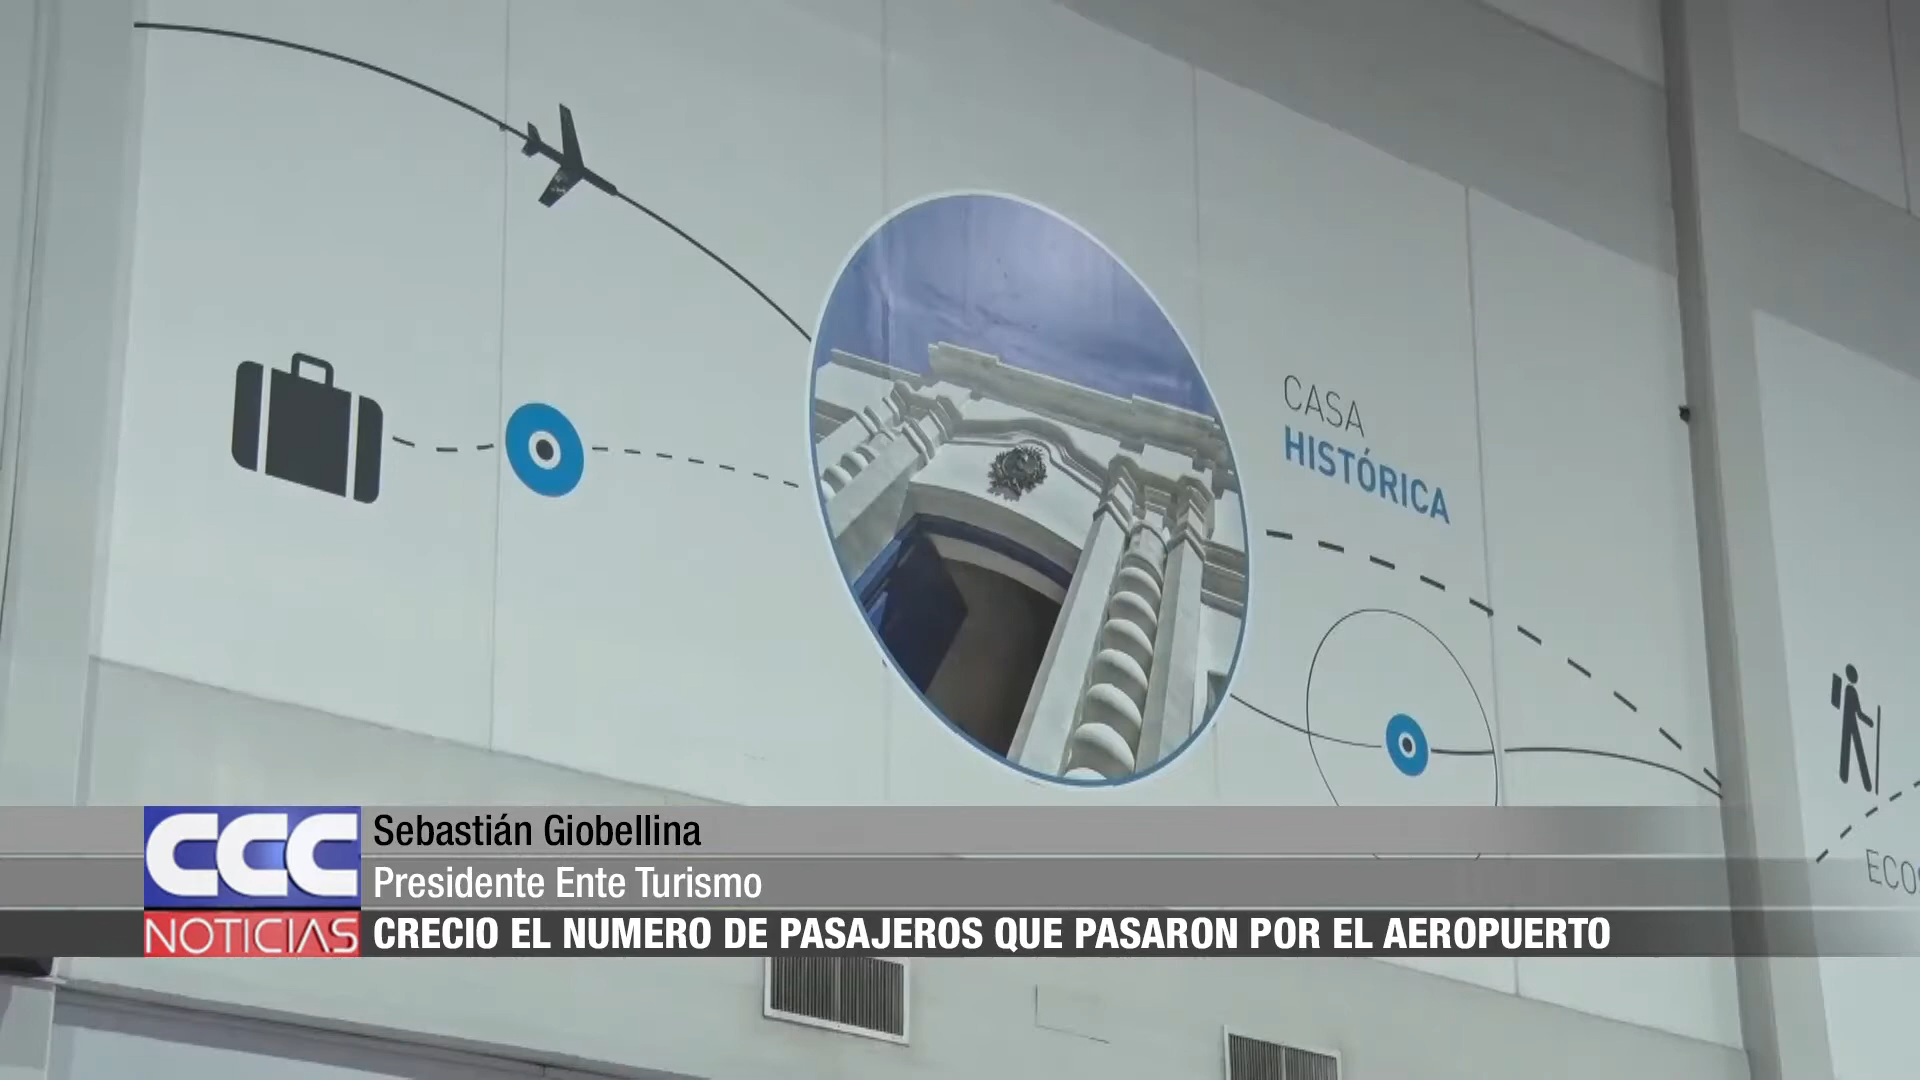 CASA
HISTÓRICA
CCC
Sebastián Giobellina
Presidente Ente Turismo
NOTICIAS
CRECIO EL NUMERO DE PASAJEROS QUE PASARON POR EL AEROPUERTO